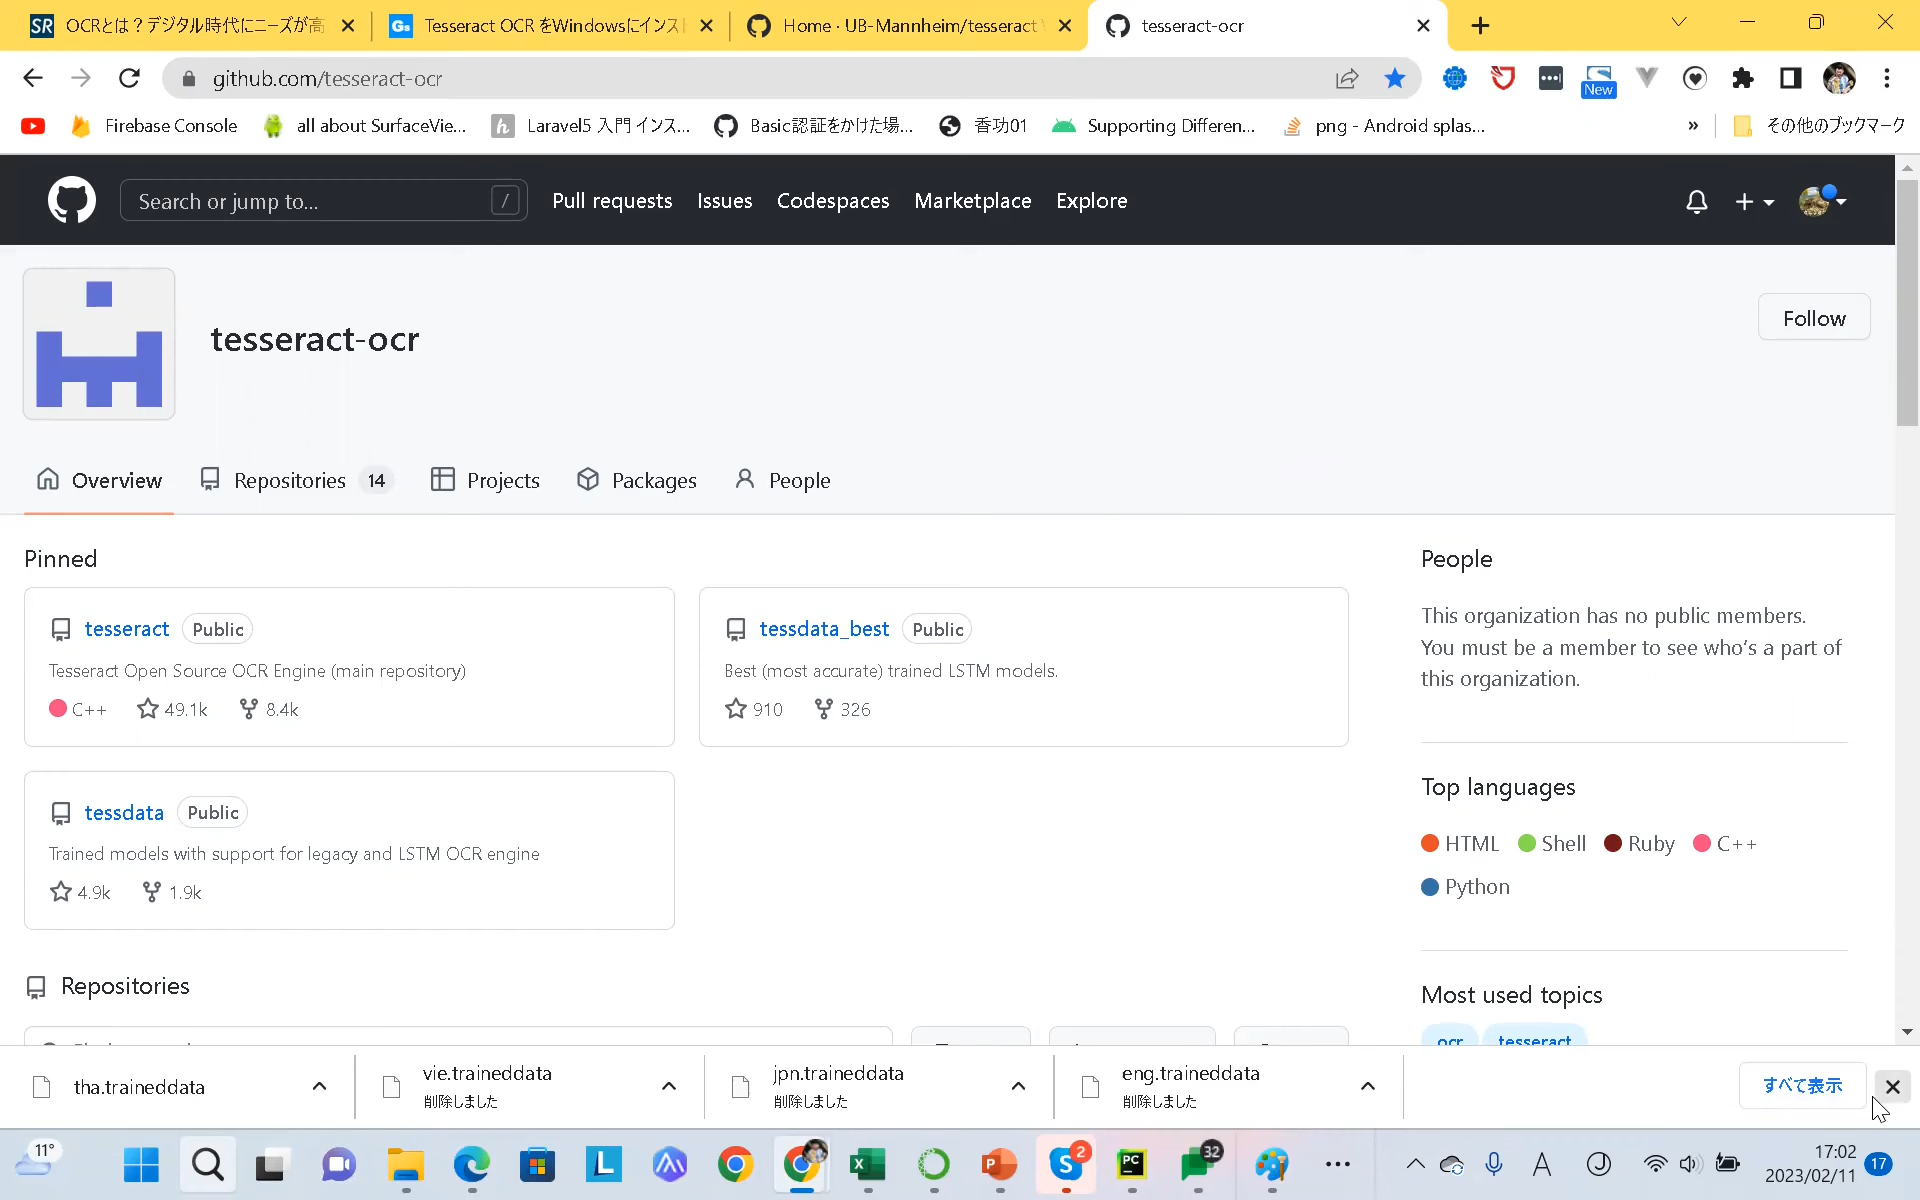 SR OCRとは？デジタル時代にニーズが高
Gs Tesseract OCR をWindowsにインスト
Home · UB-Mannheim/tesseract
tesseract-ocr
github.com/tesseract-ocr
New
Firebase Console
all about SurfaceVie...
h Laravel5 入門 インス...
Basic認証をかけた場...
香功01
Supporting Differen...
png - Android splas...
»
その他のブックマーク
Search or jump to...
/
Pull requests
Issues
Codespaces
Marketplace
Explore
tesseract-ocr
Follow
Overview
Repositories 14
Projects
Packages
People
Pinned
tesseract Public
Tesseract Open Source OCR Engine (main repository)
C++ 49.1k 8.4k
tessdata_best Public
Best (most accurate) trained LSTM models.
910 326
tessdata Public
Trained models with support for legacy and LSTM OCR engine
4.9k 1.9k
Repositories
People
This organization has no public members.
You must be a member to see who's a part of
this organization.
Top languages
HTML Shell Ruby C++
Python
Most used topics
ocr tesseract
tha.traineddata
vie.traineddata
削除しました
jpn.traineddata
削除しました
eng.traineddata
削除しました
すべて表示
11°
L
X
P
S 2
PC
32
A
J
17:02
2023/02/11
17